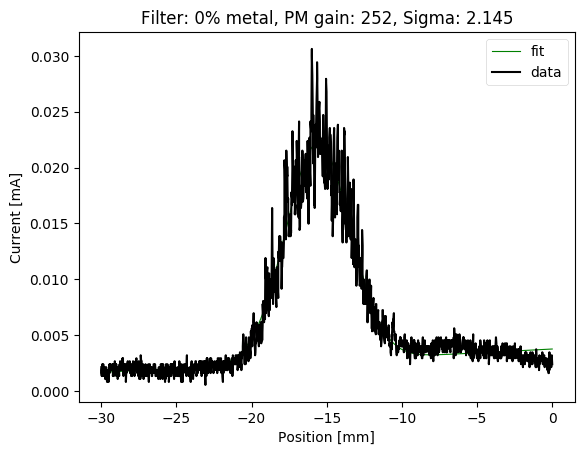 Filter: 0% metal, PM gain: 252, Sigma: 2.145
fit
data
0.030
0.025
0.020
0.015
0.010
0.005
0.000
Current [mA]
−30 −25 −20 −15 −10 −5 0
Position [mm]